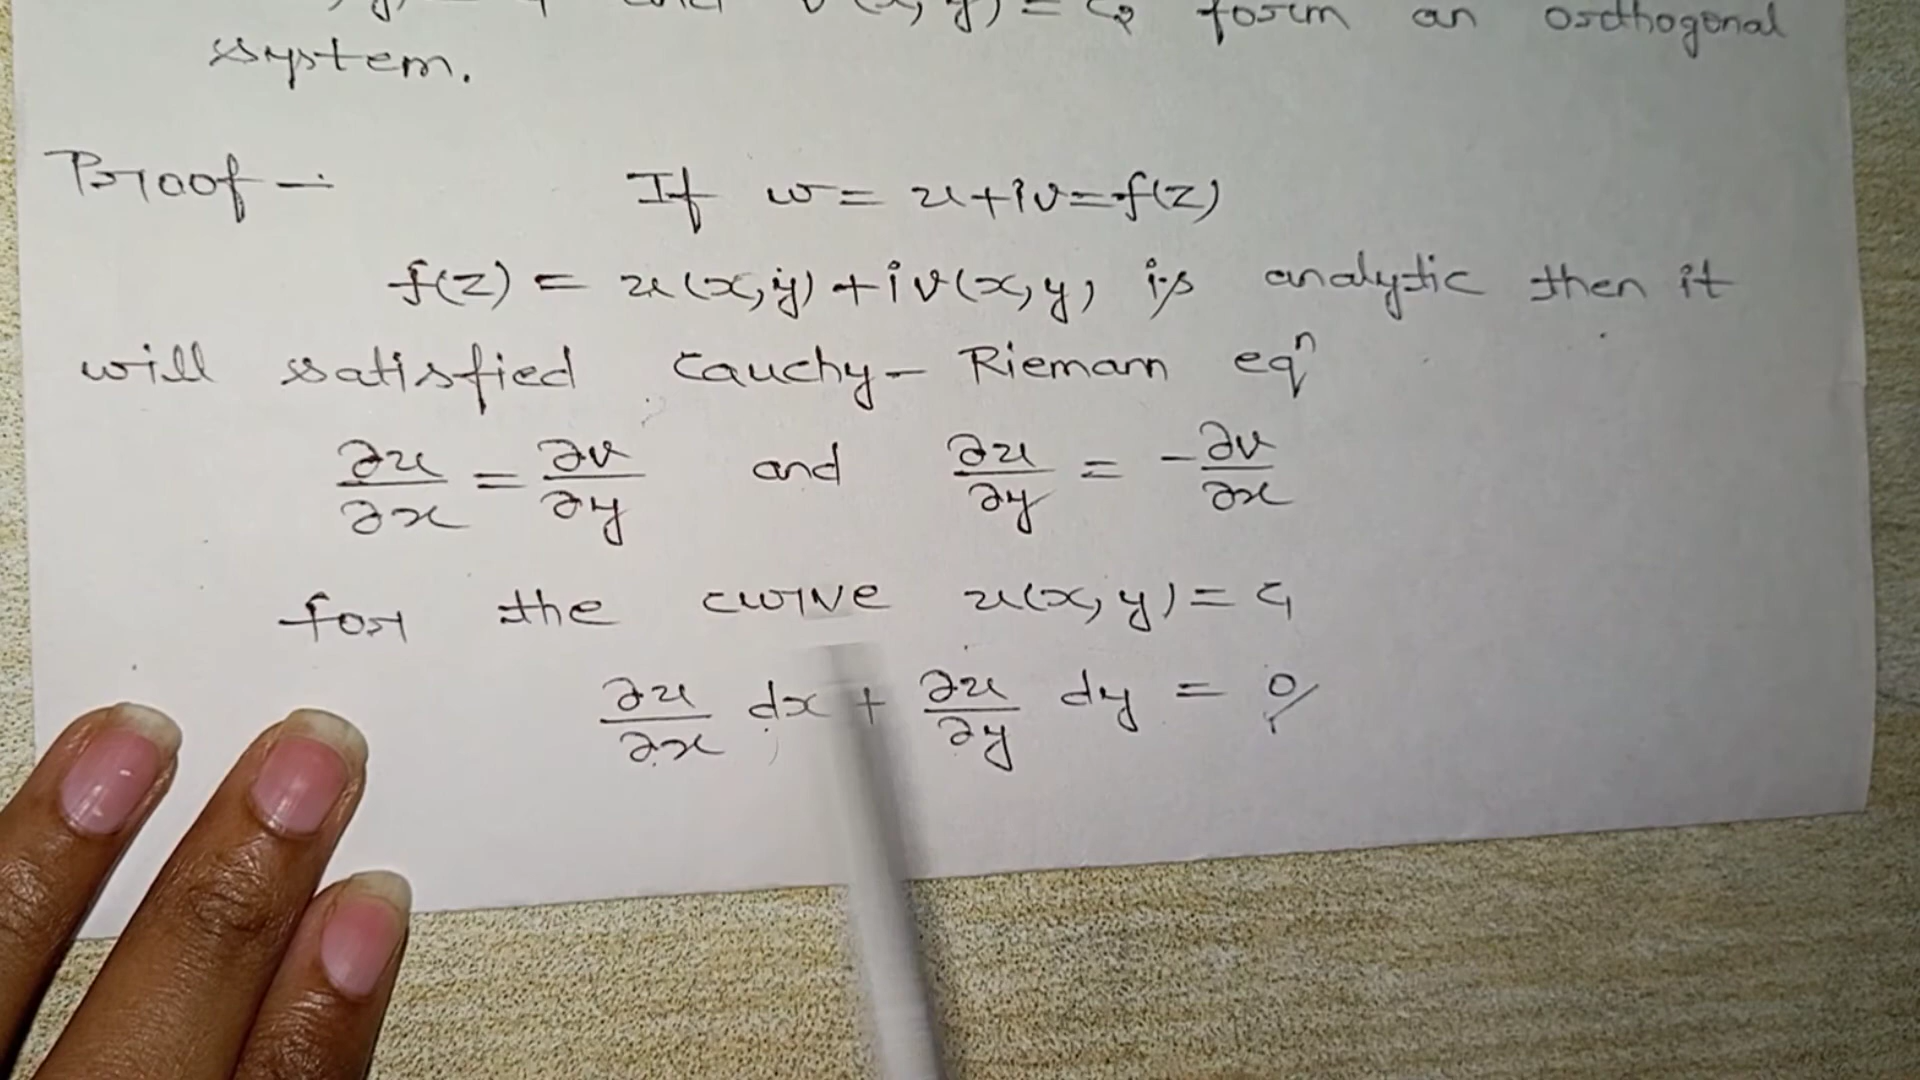 v(x, y) = c₂ form an orthogonal
system.
Proof — If w = u+iv = f(z)
f(z) = u(x,y) + iv(x,y) is analytic then it
will satisfied Cauchy - Riemann eqⁿ
∂u/∂x = ∂v/∂y and ∂u/∂y = -∂v/∂x
for the curve u(x,y) = c₁
∂u/∂x dx + ∂u/∂y dy = 0